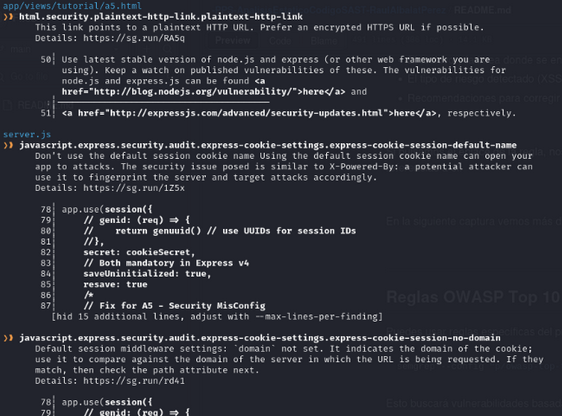 app/views/tutorial/a5.html
❯❱ html.security.plaintext-http-link.plaintext-http-link
This link points to a plaintext HTTP URL. Prefer an encrypted HTTPS URL if possible.
Details: https://sg.run/RA5q
50┆ Use latest stable version of node.js and express (or other web framework you are
using). Keep a watch on published vulnerabilities of these. The vulnerabilities for
node.js and express.js can be found <a
href="http://blog.nodejs.org/vulnerability/">here</a> and
51┆ <a href="http://expressjs.com/advanced/security-updates.html">here</a>, respectively.
server.js
❯❱ javascript.express.security.audit.express-cookie-settings.express-cookie-session-default-name
Don't use the default session cookie name Using the default session cookie name can open your
app to attacks. The security issue posed is similar to X-Powered-By: a potential attacker can
use it to fingerprint the server and target attacks accordingly.
Details: https://sg.run/1Z5x
78┆ app.use(session({
79┆ // genid: (req) => {
80┆ //    return genuuid() // use UUIDs for session IDs
81┆ //},
82┆ secret: cookieSecret,
83┆ // Both mandatory in Express v4
84┆ saveUninitialized: true,
85┆ resave: true
86┆ /*
87┆ // Fix for A5 - Security MisConfig
[hid 15 additional lines, adjust with --max-lines-per-finding]
❯❱ javascript.express.security.audit.express-cookie-settings.express-cookie-session-no-domain
Default session middleware settings: `domain` not set. It indicates the domain of the cookie;
use it to compare against the domain of the server in which the URL is being requested. If they
match, then check the path attribute next.
Details: https://sg.run/rd41
78┆ app.use(session({
79┆ // genid: (req) => {
Reglas OWASP Top 10